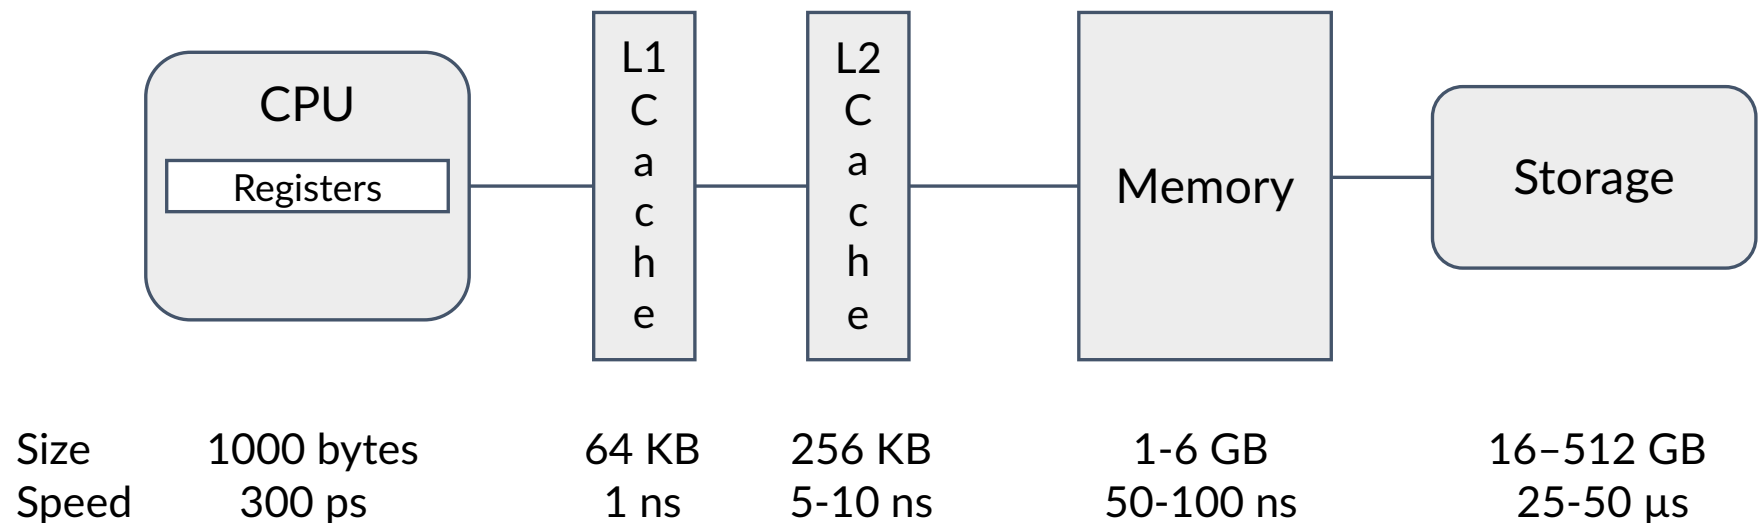 CPU
Registers
L1
C
a
c
h
e
L2
C
a
c
h
e
Memory
Storage
Size 1000 bytes 64 KB 256 KB 1-6 GB 16–512 GB
Speed 300 ps 1 ns 5-10 ns 50-100 ns 25-50 µs